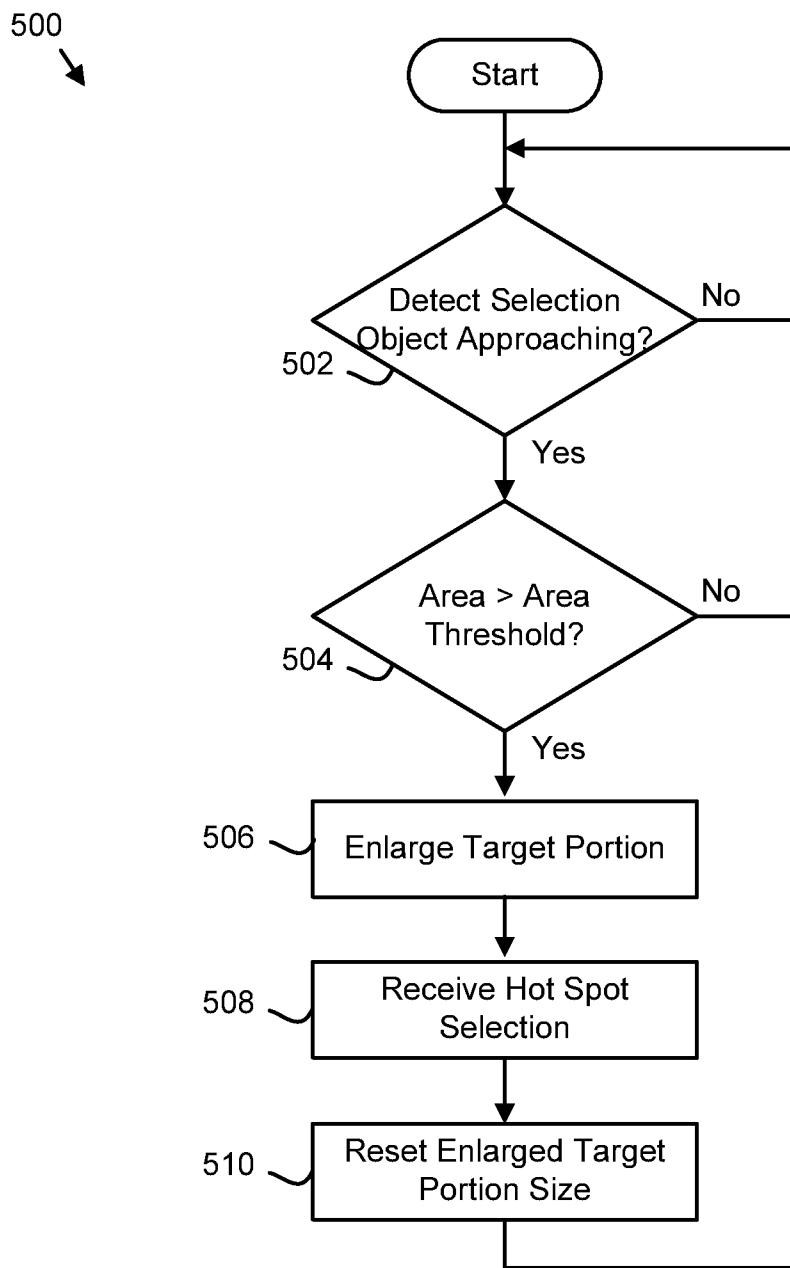 500
Start
Detect Selection
Object Approaching?
No
502
Yes
Area > Area
Threshold?
No
504
Yes
506
Enlarge Target Portion
508
Receive Hot Spot
Selection
510
Reset Enlarged Target
Portion Size